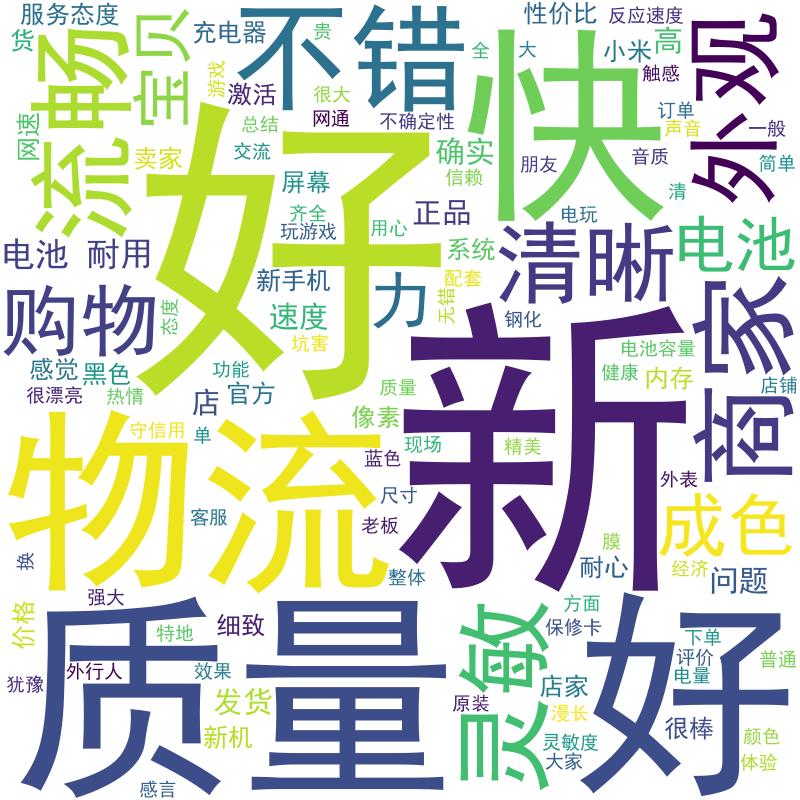 服务态度
货
流畅
宝贝
充电器
贵
不错
性价比
反应速度
全
大
小米
高
触感
外观
游戏
激活
很大
网通
不确定性
快
订单
声音
一般
网速
卖家
总结
交流
确实
信赖
朋友
音质
简单
清
好
屏幕
齐全
正品
电玩
玩游戏
用心
电池
耐用
系统
清晰
电池
新手机
配套
力
购物
态度
速度
无错
钢化
商家
坑害
感觉
黑色
功能
电池容量
健康
内存
店铺
很漂亮
热情
店
官方
质量
像素
新
物流
守信用
单
现场
精美
蓝色
外表
尺寸
客服
老板
成色
膜
换
整体
耐心
经济
问题
强大
质量
价格
特地
细致
灵敏
方面
保修卡
好
下单
外行人
评价
普通
犹豫
效果
店家
电量
发货
原装
漫长
很棒
新机
灵敏度
颜色
大家
体验
感言